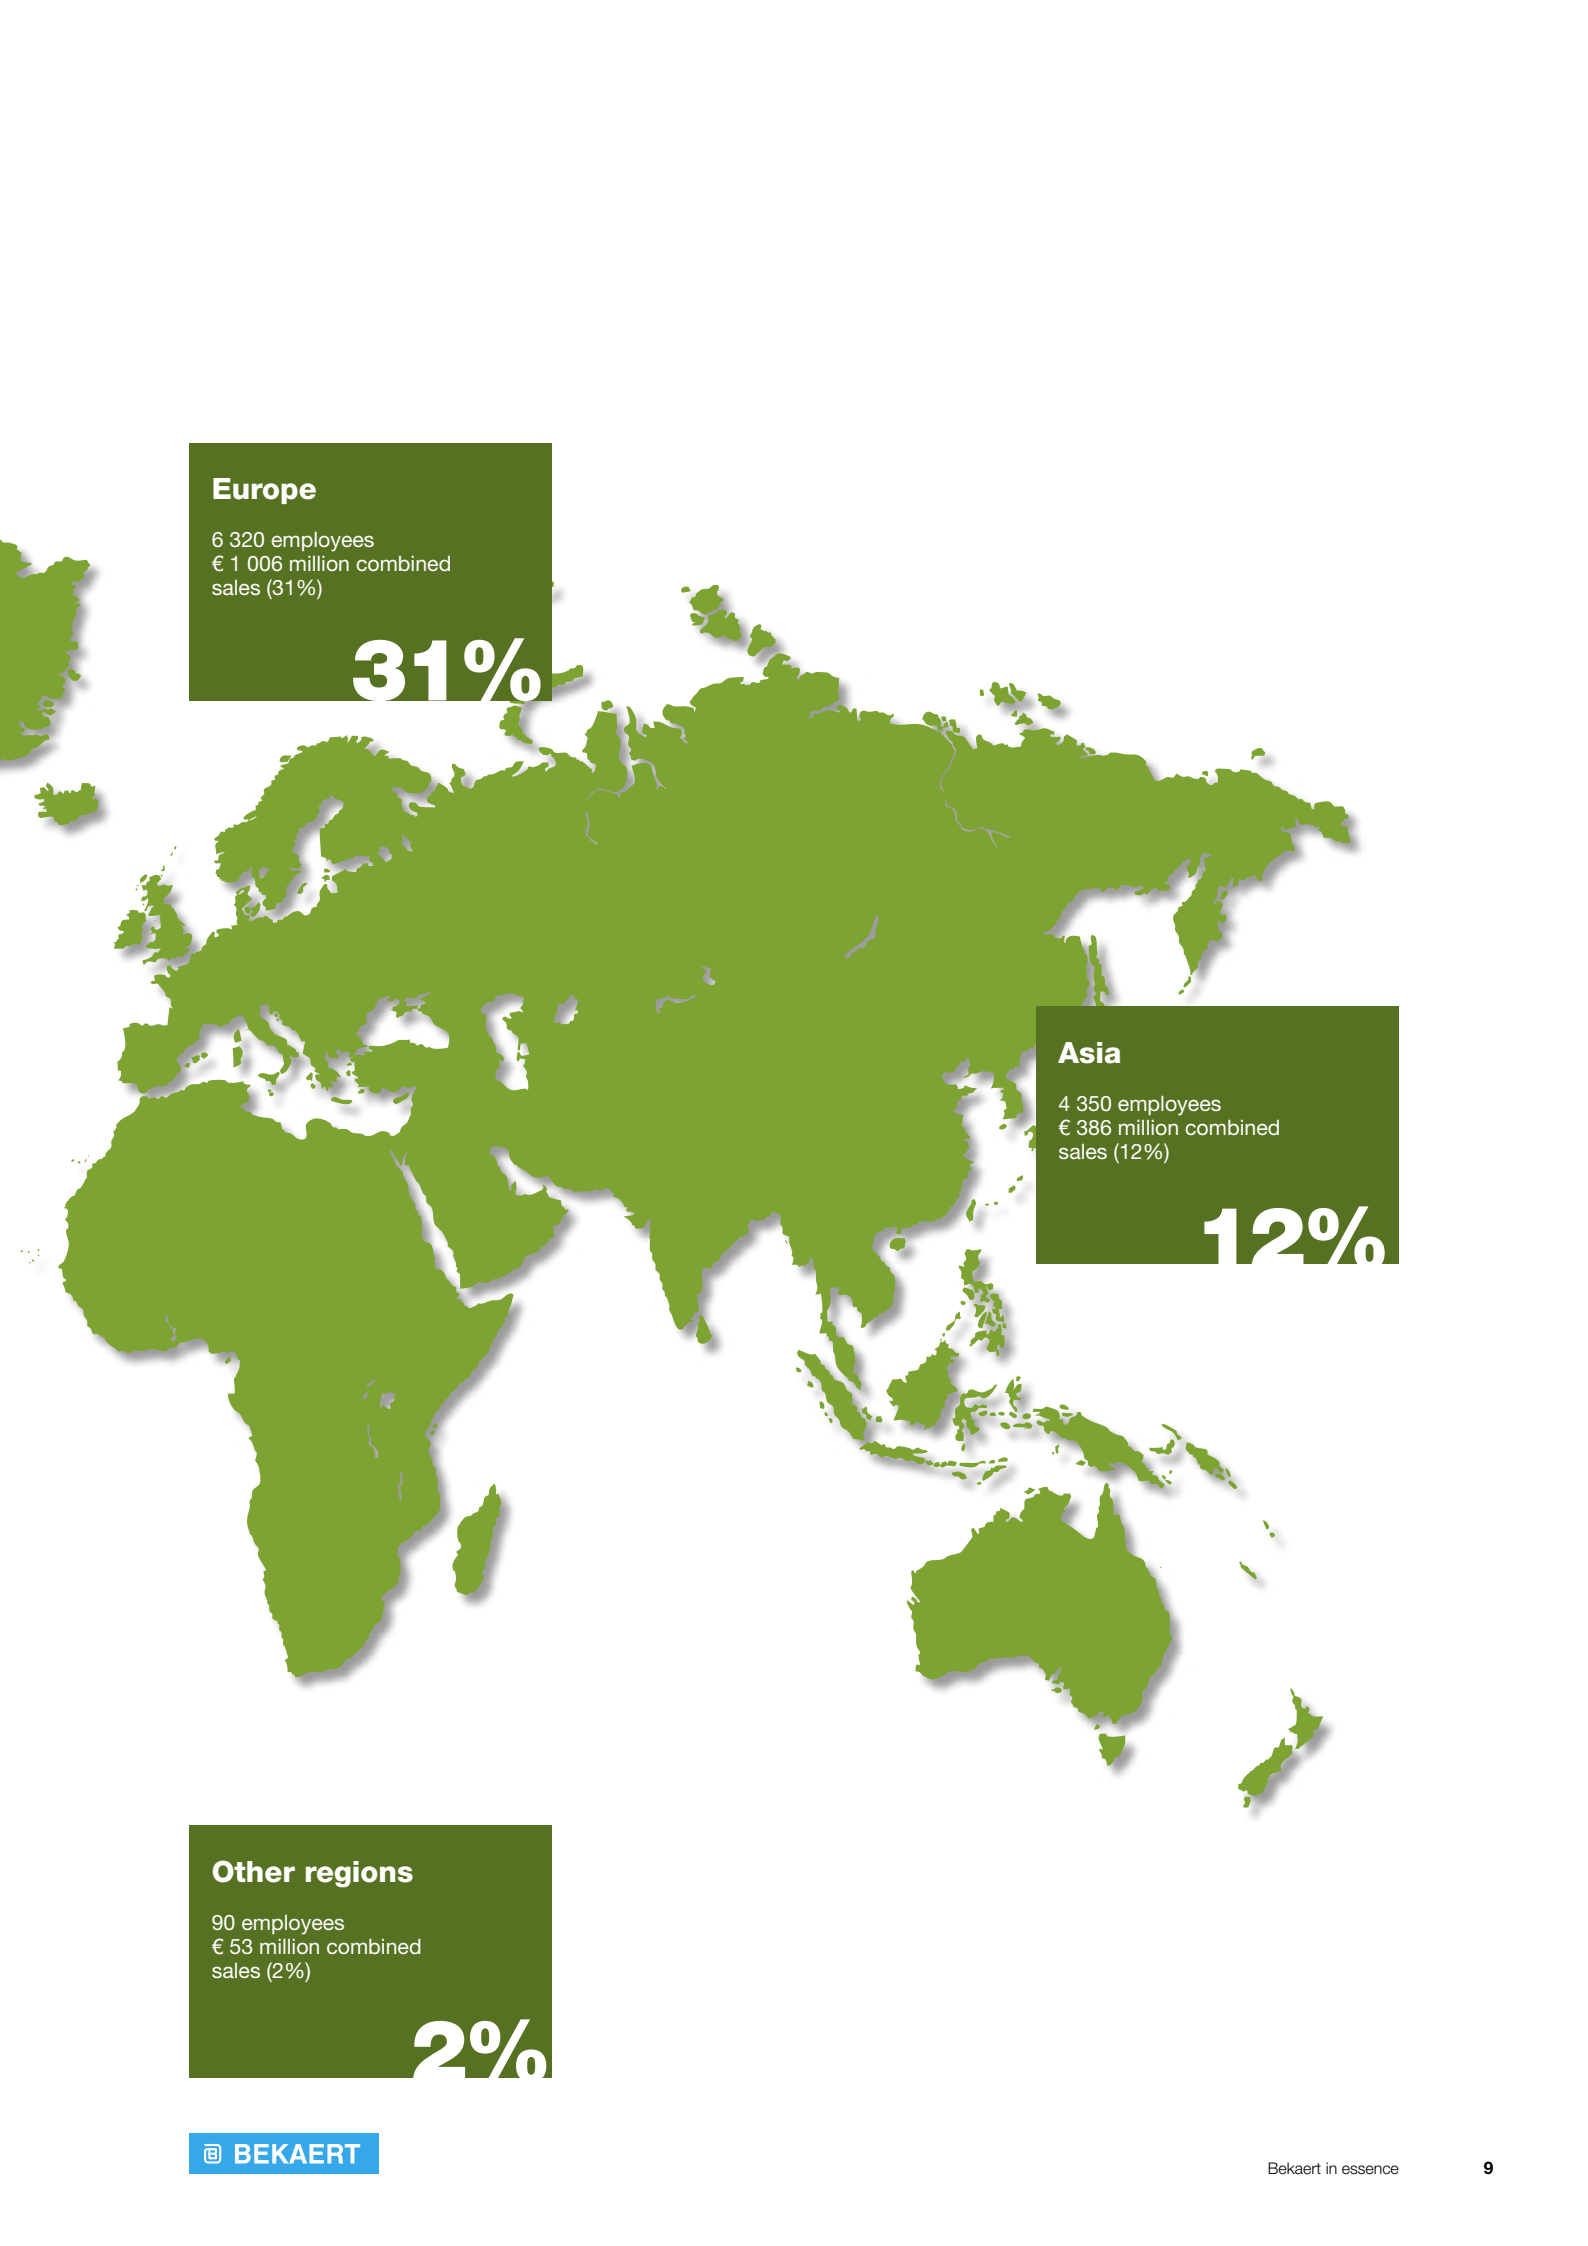 Europe
6 320 employees
€ 1 006 million combined
sales (31%)
31%
Asia
4 350 employees
€ 386 million combined
sales (12%)
12%
Other regions
90 employees
€ 53 million combined
sales (2%)
2%
BEKAERT
Bekaert in essence 9